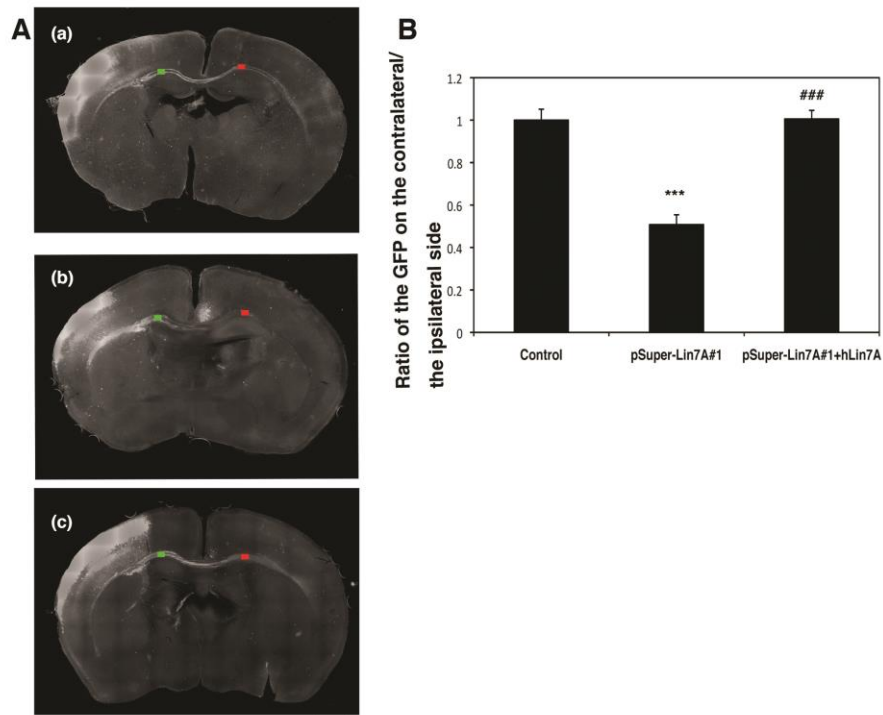 A
(a)
(b)
(c)
B
Ratio of the GFP on the contralateral/
the ipsilateral side
1.2
1
0.8
0.6
0.4
0.2
0
***
###
Control
pSuper-Lin7A#1
pSuper-Lin7A#1+hLin7A